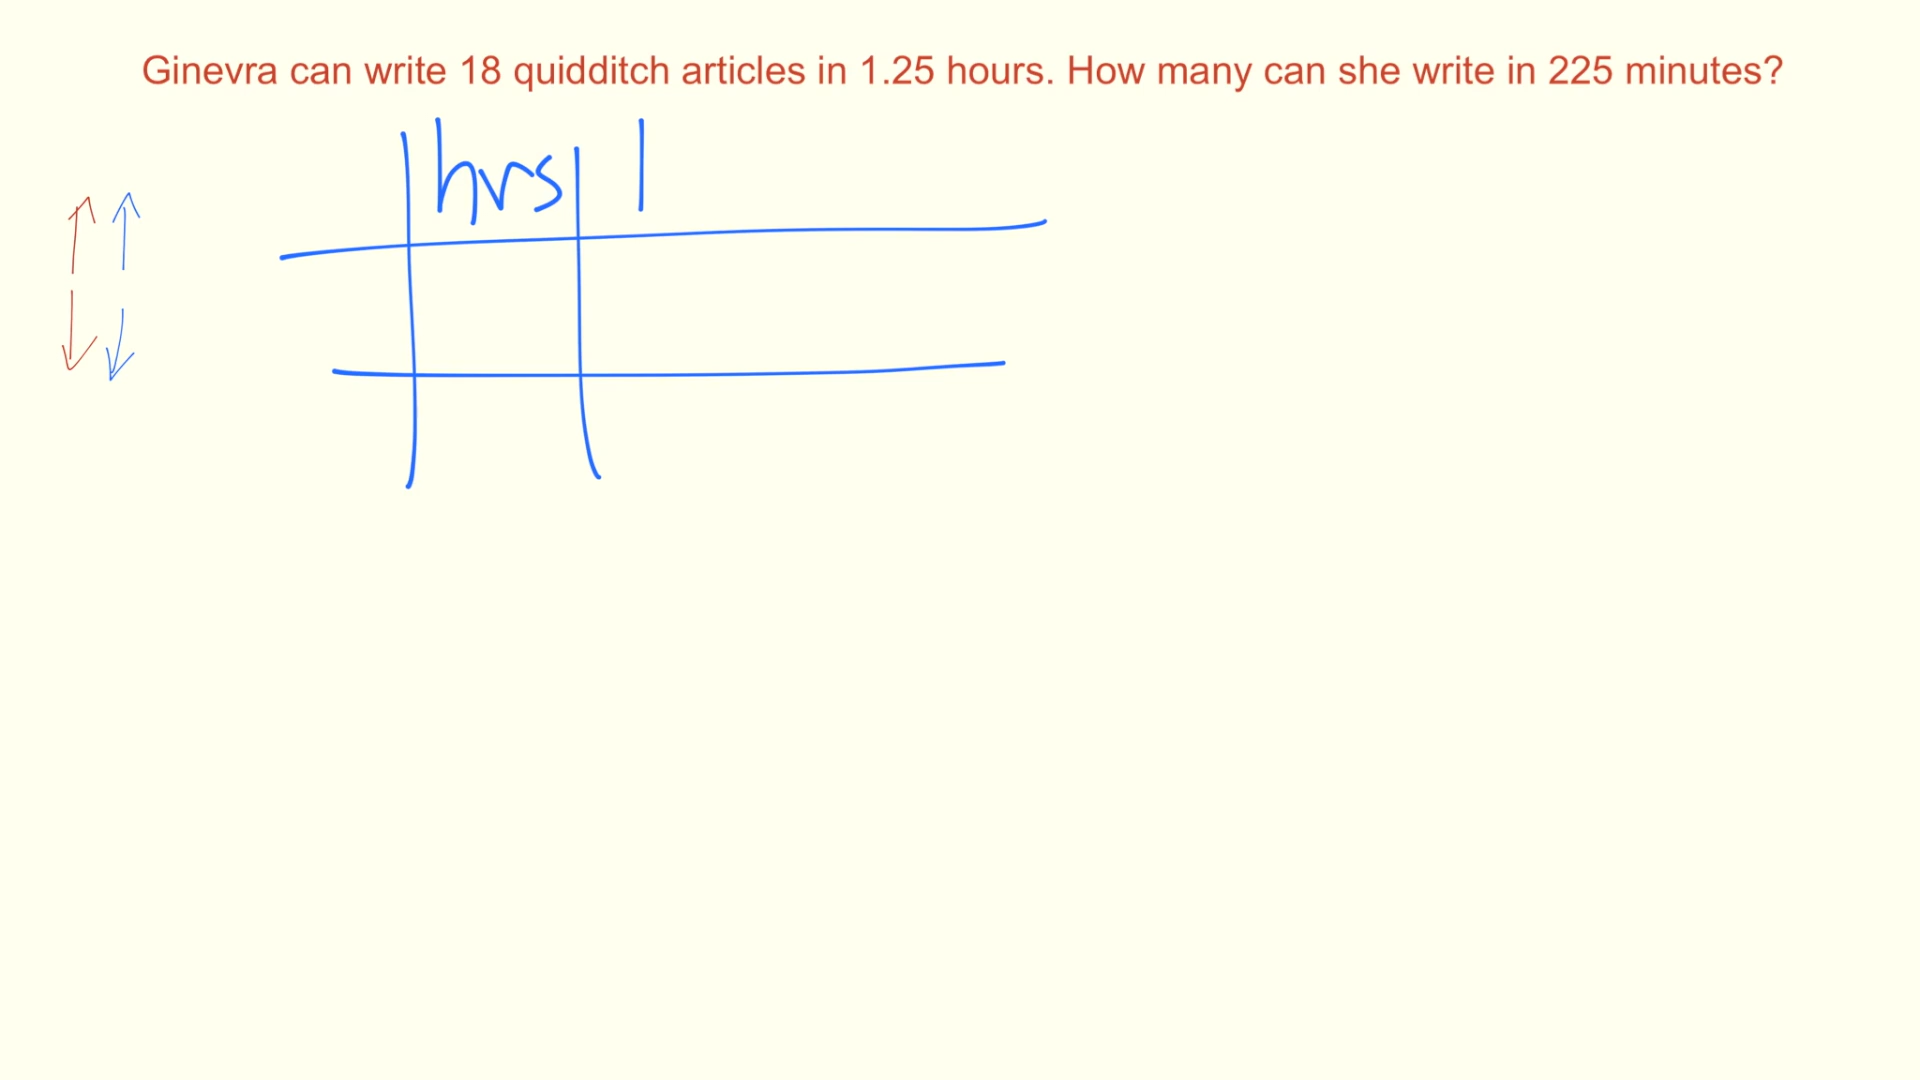 Ginevra can write 18 quidditch articles in 1.25 hours. How many can she write in 225 minutes?
hrs 1